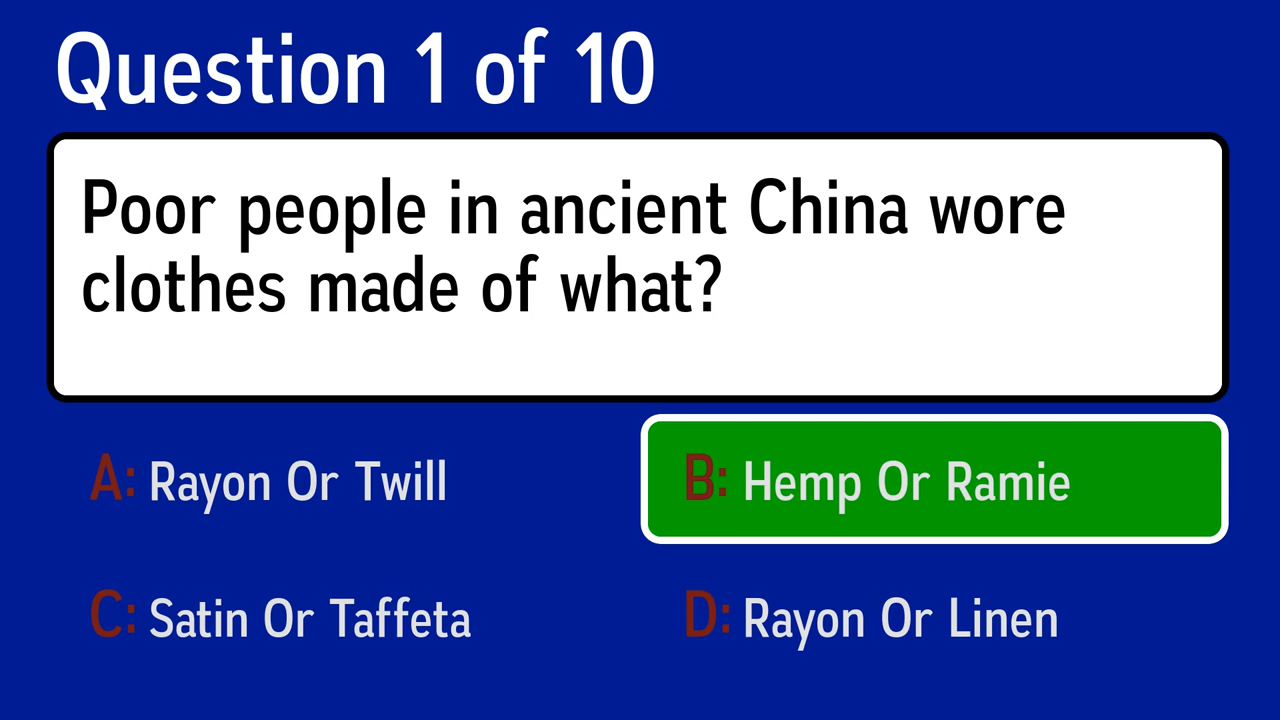 Question 1 of 10
Poor people in ancient China wore
clothes made of what?
A: Rayon Or Twill
B: Hemp Or Ramie
C: Satin Or Taffeta
D: Rayon Or Linen